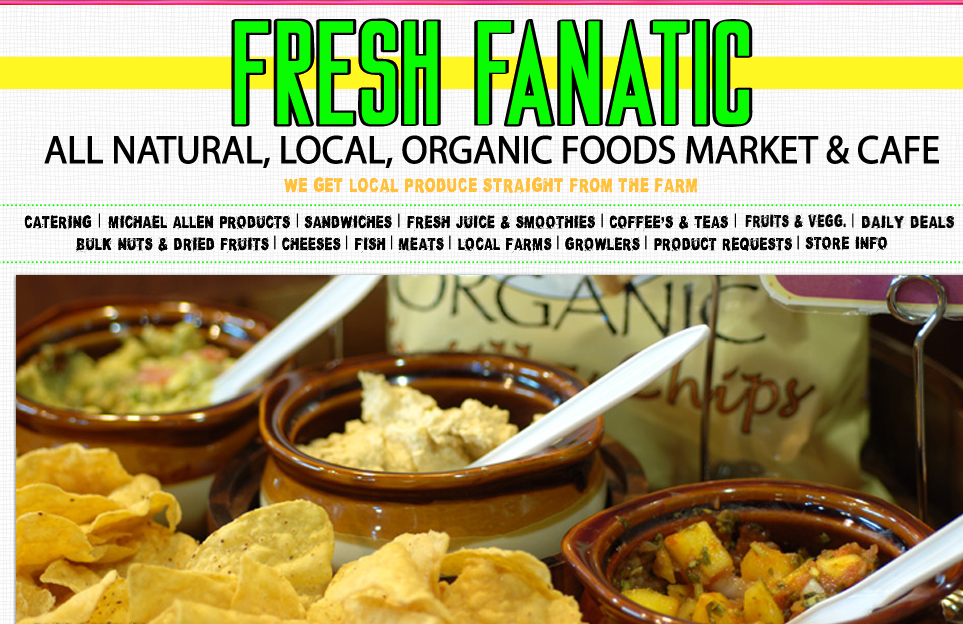 FRESH FANATIC
ALL NATURAL, LOCAL, ORGANIC FOODS MARKET & CAFE
WE GET LOCAL PRODUCE STRAIGHT FROM THE FARM
CATERING | MICHAEL ALLEN PRODUCTS | SANDWICHES | FRESH JUICE & SMOOTHIES | COFFEE'S & TEAS | FRUITS & VEGG. | DAILY DEALS
BULK NUTS & DRIED FRUITS | CHEESES | FISH | MEATS | LOCAL FARMS | GROWLERS | PRODUCT REQUESTS | STORE INFO
ORGANIC
Chips